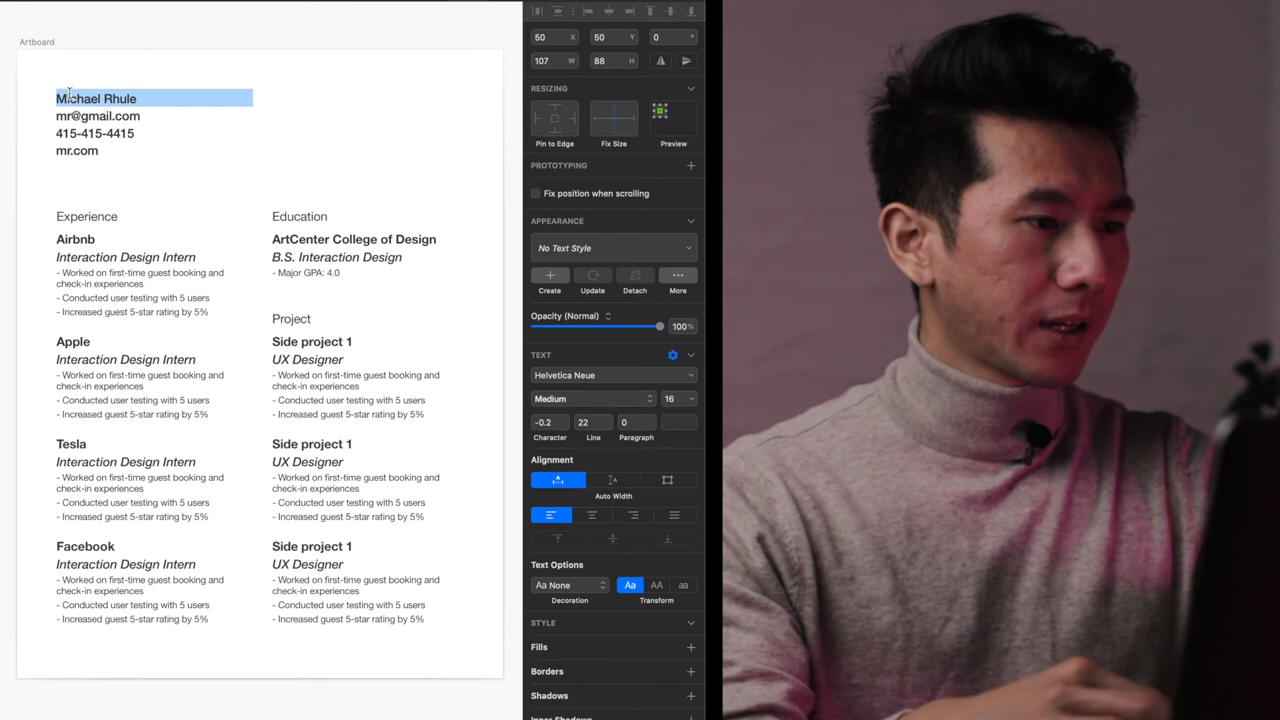 Artboard
Michael Rhule
mr@gmail.com
415-415-4415
mr.com
Experience
Airbnb
Interaction Design Intern
- Worked on first-time guest booking and
check-in experiences
- Conducted user testing with 5 users
- Increased guest 5-star rating by 5%
Apple
Interaction Design Intern
- Worked on first-time guest booking and
check-in experiences
- Conducted user testing with 5 users
- Increased guest 5-star rating by 5%
Tesla
Interaction Design Intern
- Worked on first-time guest booking and
check-in experiences
- Conducted user testing with 5 users
- Increased guest 5-star rating by 5%
Facebook
Interaction Design Intern
- Worked on first-time guest booking and
check-in experiences
- Conducted user testing with 5 users
- Increased guest 5-star rating by 5%
Education
ArtCenter College of Design
B.S. Interaction Design
- Major GPA: 4.0
Project
Side project 1
UX Designer
- Worked on first-time guest booking and
check-in experiences
- Conducted user testing with 5 users
- Increased guest 5-star rating by 5%
Side project 1
UX Designer
- Worked on first-time guest booking and
check-in experiences
- Conducted user testing with 5 users
- Increased guest 5-star rating by 5%
Side project 1
UX Designer
- Worked on first-time guest booking and
check-in experiences
- Conducted user testing with 5 users
- Increased guest 5-star rating by 5%
50 X 50 Y 0 °
107 W 88 H
RESIZING
Pin to Edge Fix Size Preview
PROTOTYPING
Fix position when scrolling
APPEARANCE
No Text Style
Create Update Detach More
Opacity (Normal) 100%
TEXT
Helvetica Neue
Medium 16
-0.2 22 0
Character Line Paragraph
Alignment
Auto Width
Text Options
Aa None Aa AA aa
Decoration Transform
STYLE
Fills
Borders
Shadows
Inner Shadows